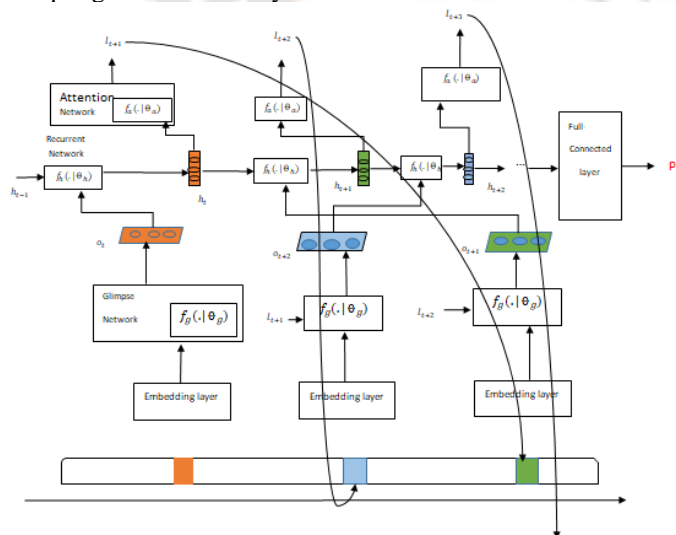 l_{t+1}
l_{t+2}
l_{t+3}
Attention
Network
f_a(.|θ_a)
f_a(.|θ_a)
f_a(.|θ_a)
Recurrent
Network
f_h(.|θ_h)
f_h(.|θ_h)
f_h(.|θ_h
...
Full-
Connected
layer
P
h_{t-1}
h_t
h_{t+1}
h_{t+2}
o_t
o_{t+2}
o_{t+1}
Glimpse
Network
f_g(.|θ_g)
l_{t+1}
f_g(.|θ_g)
l_{t+2}
f_g(.|θ_g)
Embedding layer
Embedding layer
Embedding layer